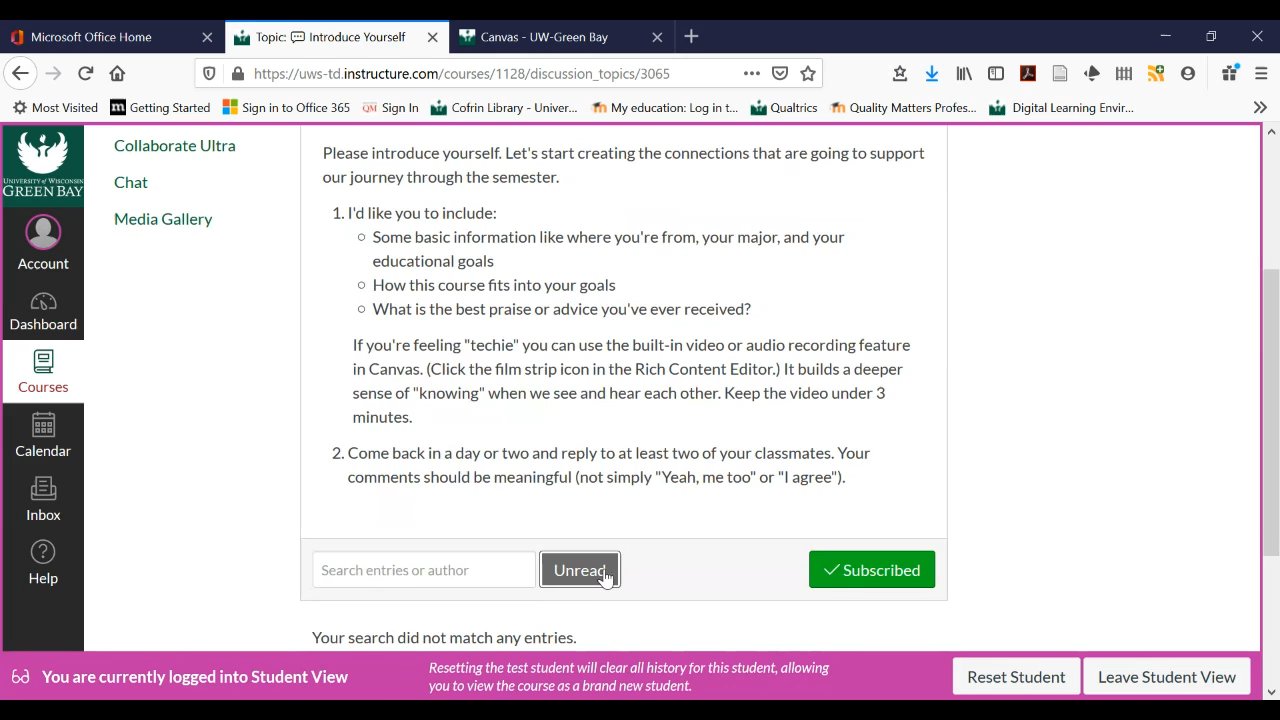 Microsoft Office Home
Topic: 💬 Introduce Yourself
Canvas - UW-Green Bay
https://uws-td.instructure.com/courses/1128/discussion_topics/3065
Most Visited
Getting Started
Sign in to Office 365
QM Sign In
Cofrin Library - Univer...
My education: Log in t...
Qualtrics
Quality Matters Profes...
Digital Learning Envir...
UNIVERSITY of WISCONSIN
GREEN BAY
Account
Dashboard
Courses
Calendar
Inbox
Help
Collaborate Ultra
Chat
Media Gallery
Please introduce yourself. Let's start creating the connections that are going to support
our journey through the semester.
1. I'd like you to include:
Some basic information like where you're from, your major, and your
educational goals
How this course fits into your goals
What is the best praise or advice you've ever received?
If you're feeling "techie" you can use the built-in video or audio recording feature
in Canvas. (Click the film strip icon in the Rich Content Editor.) It builds a deeper
sense of "knowing" when we see and hear each other. Keep the video under 3
minutes.
2. Come back in a day or two and reply to at least two of your classmates. Your
comments should be meaningful (not simply "Yeah, me too" or "I agree").
Search entries or author
Unread
Subscribed
Your search did not match any entries.
You are currently logged into Student View
Resetting the test student will clear all history for this student, allowing
you to view the course as a brand new student.
Reset Student
Leave Student View